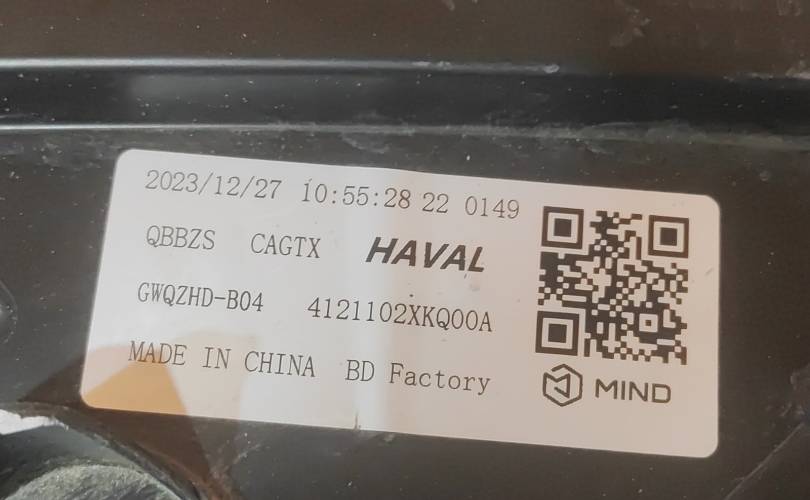 2023/12/27 10:55:28 22 0149
QBBZS CAGTX HAVAL
GWQZHD-B04 4121102XKQ00A
MADE IN CHINA BD Factory
MIND